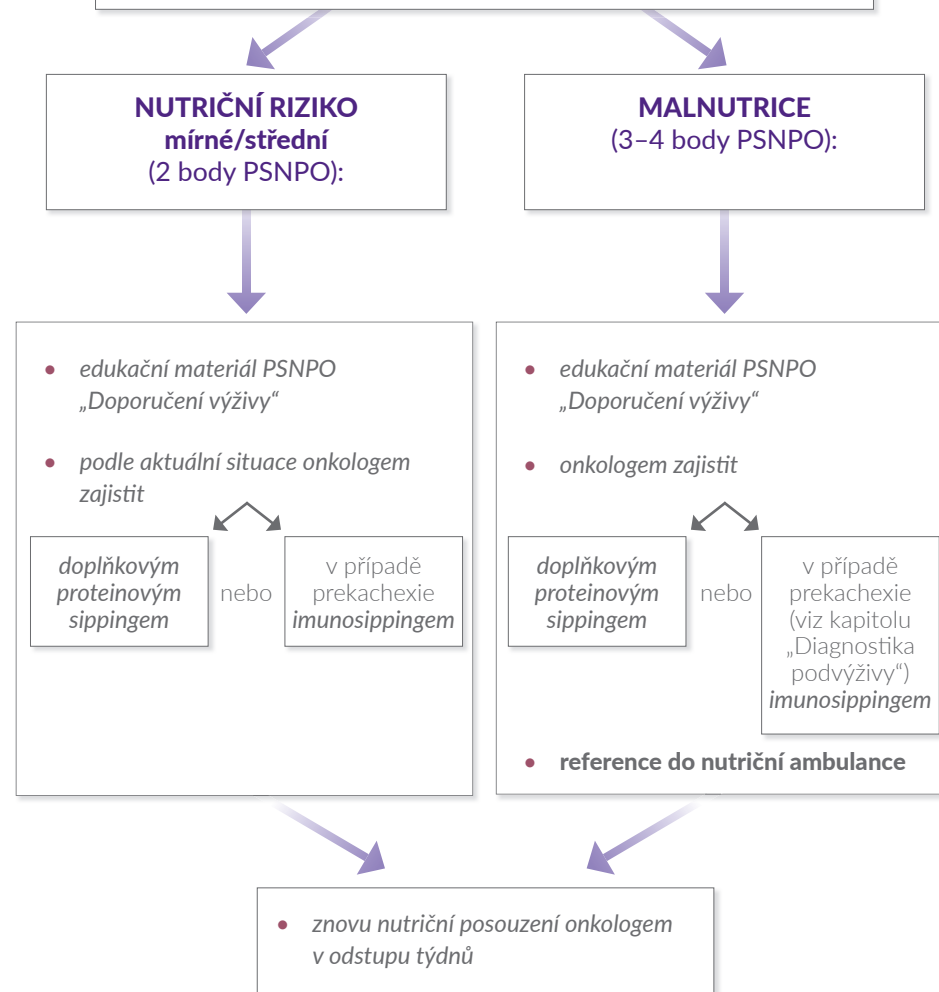 NUTRIČNÍ RIZIKO
mírné/střední
(2 body PSNPO):
MALNUTRICE
(3–4 body PSNPO):
• edukační materiál PSNPO
„Doporučení výživy“
• podle aktuální situace onkologem
zajistit
doplňkovým
proteinovým
sippingem
nebo
v případě
prekachexie
imunosippingem
• edukační materiál PSNPO
„Doporučení výživy“
• onkologem zajistit
doplňkovým
proteinovým
sippingem
nebo
v případě
prekachexie
(viz kapitolu
„Diagnostika
podvýživy“)
imunosippingem
• reference do nutriční ambulance
• znovu nutriční posouzení onkologem
v odstupu týdnů